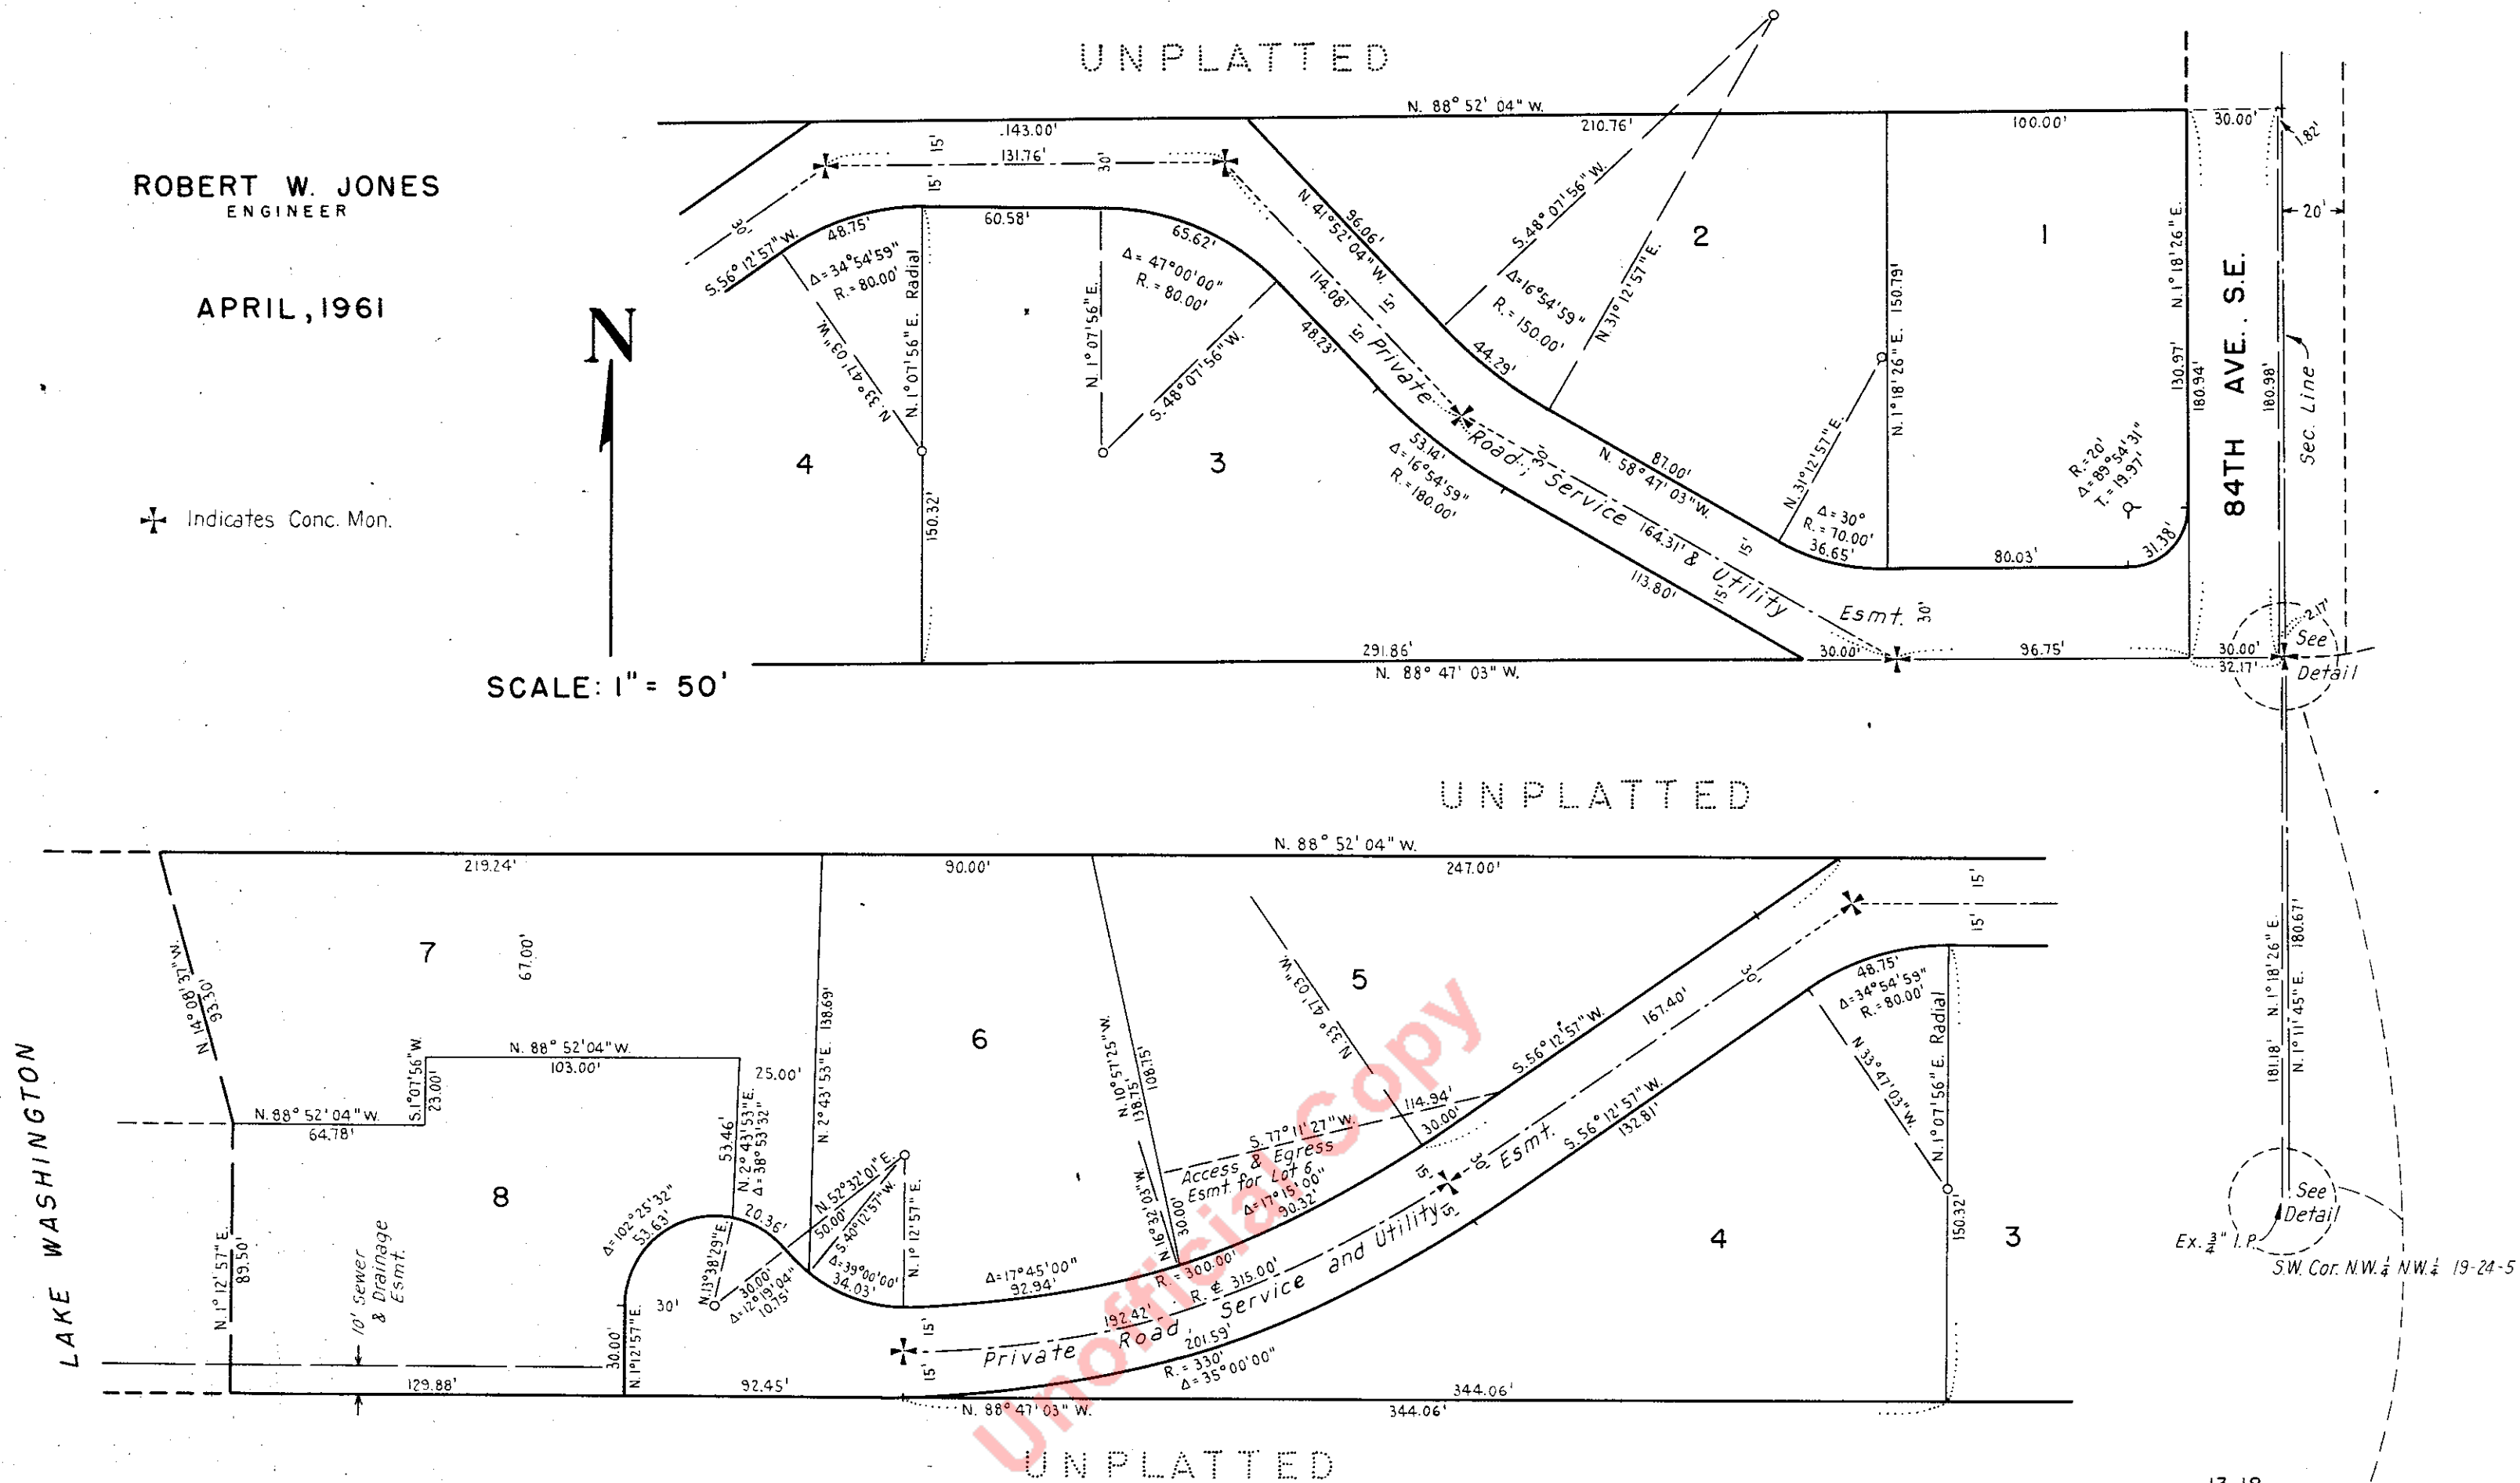 UNPLATTED
ROBERT W. JONES
ENGINEER
APRIL, 1961
Indicates Conc. Mon.
N
SCALE: 1" = 50'
N. 88° 52' 04" W.
143.00'
210.76'
100.00'
30.00'
1.82'
15'
131.76'
30'
15'
20'
30'
S.56° 12' 57" W.
48.75'
Δ= 34° 54' 59"
R. = 80.00'
N. 33° 47' 03" W.
N. 1° 07' 56" E. Radial
150.32'
60.58'
65.62'
Δ= 47° 00' 00"
R. = 80.00'
N. 1° 07' 56" E.
S. 48° 07' 56" W.
48.23'
96.06'
N. 41° 52' 04" W.
114.08'
15'
15'
S. 48° 07' 56" W.
Δ=16° 54' 59"
R. = 150.00'
44.29'
N. 31° 12' 57" E.
2
1
N. 1° 18' 26" E. 150.79'
N. 1° 18' 26" E.
130.97'
180.94'
84TH AVE. S.E.
180.98'
Sec. Line
4
3
53.14'
Δ=16° 54' 59"
R. = 180.00'
Private Road; Service & Utility Esmt.
30'
87.00'
N. 58° 47' 03" W.
164.31'
15'
15'
113.80'
N. 31° 12' 57" E.
Δ= 30°
R. = 70.00'
36.65'
80.03'
R.= 20'
Δ= 89° 54' 31"
T. = 19.97'
31.38'
30'
291.86'
N. 88° 47' 03" W.
30.00'
96.75'
30.00'
32.17'
2.17'
See
Detail
UNPLATTED
N. 88° 52' 04" W.
219.24'
90.00'
247.00'
15'
15'
7
67.00'
N. 14° 08' 37" W.
93.30'
S. 1° 07' 56" W.
23.00'
N. 88° 52' 04" W.
103.00'
25.00'
N. 88° 52' 04" W.
64.78'
53.46'
N. 2° 43' 53" E.
Δ= 38° 53' 32"
N. 2° 43' 53" E. 138.69'
6
N. 10° 57' 25" W.
138.75'
108.75'
5
N. 33° 47' 03" W.
S. 56° 12' 57" W.
167.40'
30'
48.75'
Δ=34° 54' 59"
R. = 80.00'
N 33° 47' 03" W.
N. 1° 07' 56" E. Radial
150.32'
LAKE WASHINGTON
8
N. 1° 12' 57" E.
89.50'
10' Sewer
& Drainage
Esmt.
Δ= 102° 25' 32"
53.63'
20.36'
N. 52° 32' 01" E.
50.00'
S. 40° 12' 57" W.
N. 13° 38' 29" E.
30.00'
Δ= 12° 19' 04"
10.75'
Δ=39° 00' 00"
34.03'
N. 1° 12' 57" E.
30'
30.00'
N. 1° 12' 57" E.
S. 77° 11' 27" W.
114.94'
Access & Egress
Esmt. for Lot 6
Δ=17° 15' 00"
90.32'
N. 16° 32' 03" W.
30.00'
30.00'
15'
30'
Esmt.
S. 56° 12' 57" W.
132.81'
Δ=17° 45' 00"
92.94'
R. = 300.00'
R. ℄ 315.00'
192.42'
15'
15'
15'
Private Road, Service and Utility
201.59'
R. = 330'
Δ= 35° 00' 00"
4
3
129.88'
92.45'
N. 88° 47' 03" W.
344.06'
344.06'
181.18' N. 1° 18' 26" E.
N. 1° 11' 45" E. 180.67'
See
Detail
Ex. 3/4" I.P.
S.W. Cor. N.W. 1/4 N.W. 1/4 19-24-5
UNPLATTED
Unofficial Copy